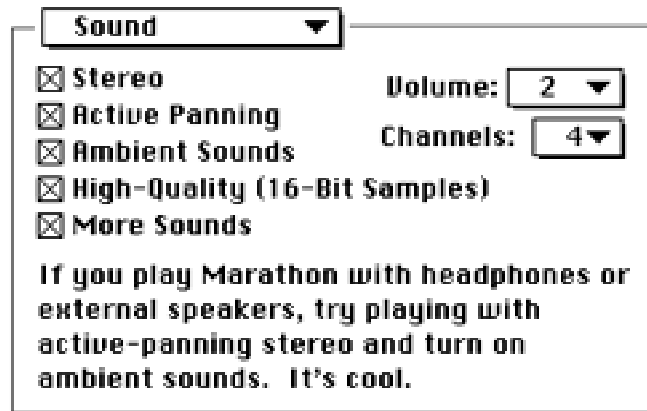 Sound
Stereo
Volume: 2
Active Panning
Channels: 4
Ambient Sounds
High-Quality (16-Bit Samples)
More Sounds
If you play Marathon with headphones or
external speakers, try playing with
active-panning stereo and turn on
ambient sounds. It's cool.